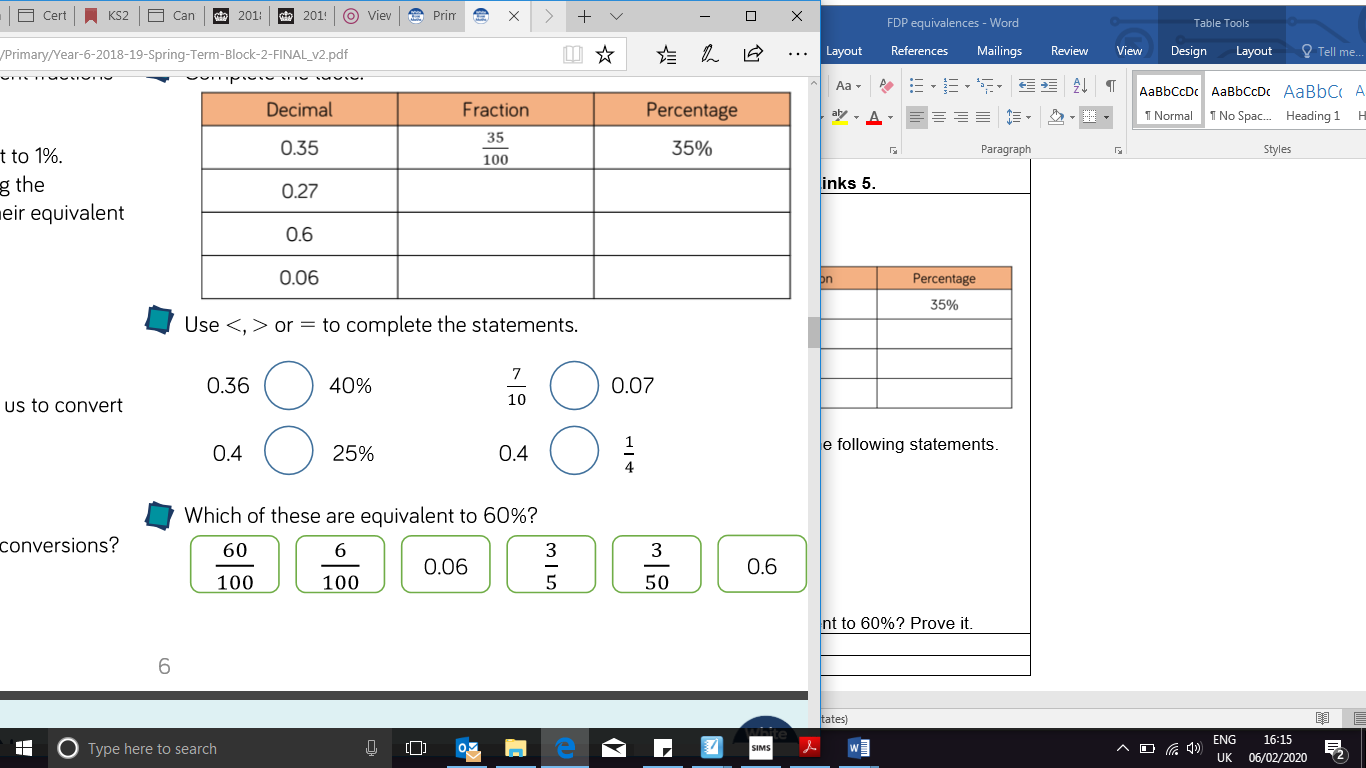 Cert
KS2
Can
201
201
View
Prim
/Primary/Year-6-2018-19-Spring-Term-Block-2-FINAL_v2.pdf
FDP equivalences - Word
Table Tools
Layout References Mailings Review View Design Layout Tell me...
Aa
AaBbCcDc AaBbCcDc AaBbCc
¶ Normal ¶ No Spac... Heading 1
Paragraph
Styles
Complete the table.
Decimal Fraction Percentage
0.35 35/100 35%
0.27
0.6
0.06
t to 1%.
g the
eir equivalent
us to convert
conversions?
Use <, > or = to complete the statements.
0.36 40% 7/10 0.07
0.4 25% 0.4 1/4
Which of these are equivalent to 60%?
60/100 6/100 0.06 3/5 3/50 0.6
6
White
inks 5.
on Percentage
35%
e following statements.
nt to 60%? Prove it.
tates)
Type here to search
SIMS
ENG
UK
16:15
06/02/2020
2